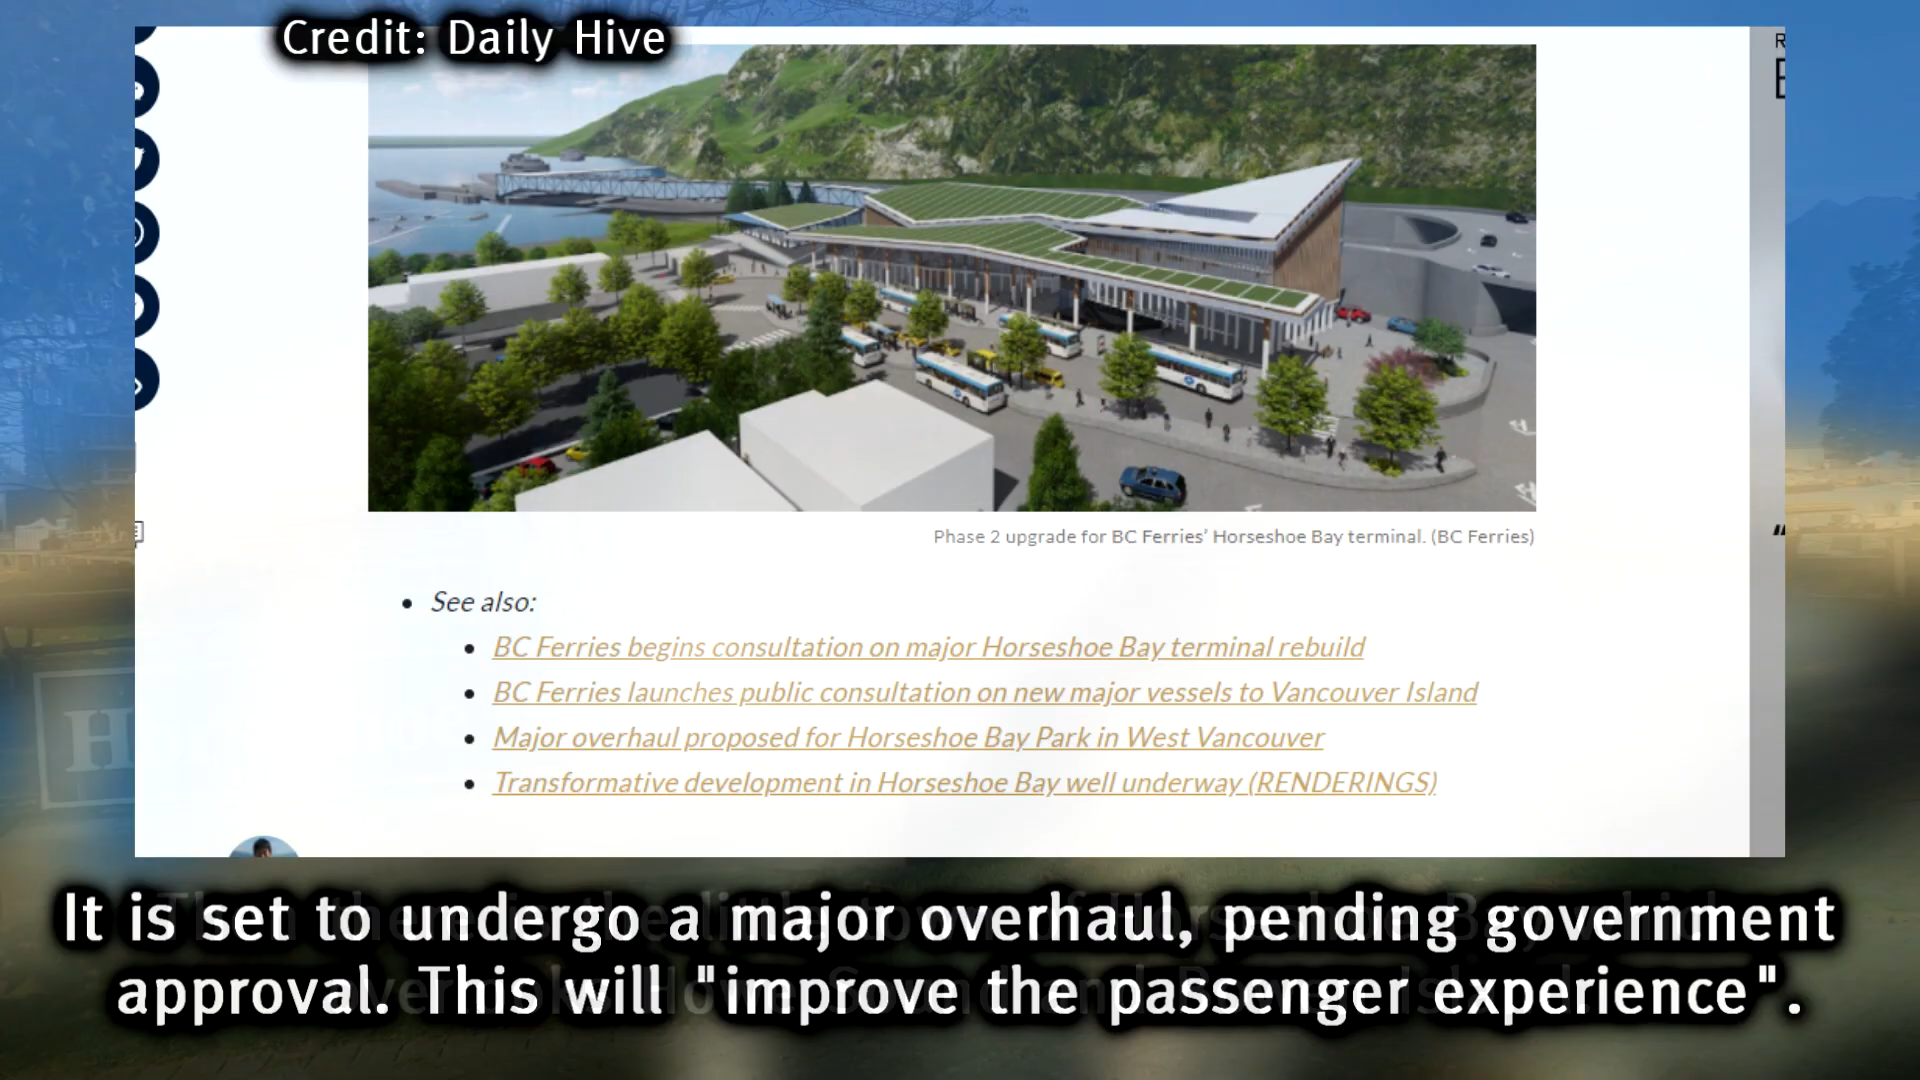 Credit: Daily Hive
Phase 2 upgrade for BC Ferries' Horseshoe Bay terminal. (BC Ferries)
See also:
BC Ferries begins consultation on major Horseshoe Bay terminal rebuild
BC Ferries launches public consultation on new major vessels to Vancouver Island
Major overhaul proposed for Horseshoe Bay Park in West Vancouver
Transformative development in Horseshoe Bay well underway (RENDERINGS)
It is set to undergo a major overhaul, pending government
approval. This will "improve the passenger experience".